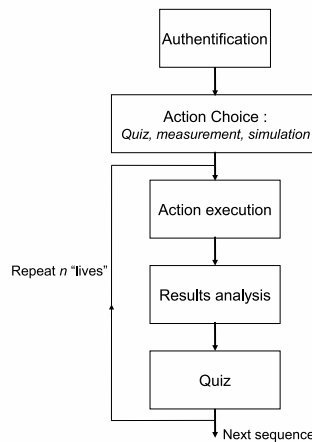 Authentification
Action Choice :
Quiz, measurement, simulation
Action execution
Repeat n “lives”
Results analysis
Quiz
Next sequence